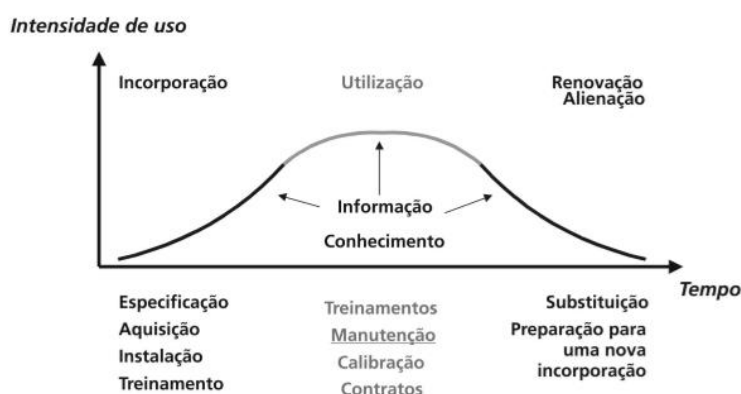 Intensidade de uso
Incorporação
Utilização
Renovação
Alienação
Informação
Conhecimento
Tempo
Especificação
Aquisição
Instalação
Treinamento
Treinamentos
Manutenção
Calibração
Contratos
Substituição
Preparação para
uma nova
incorporação